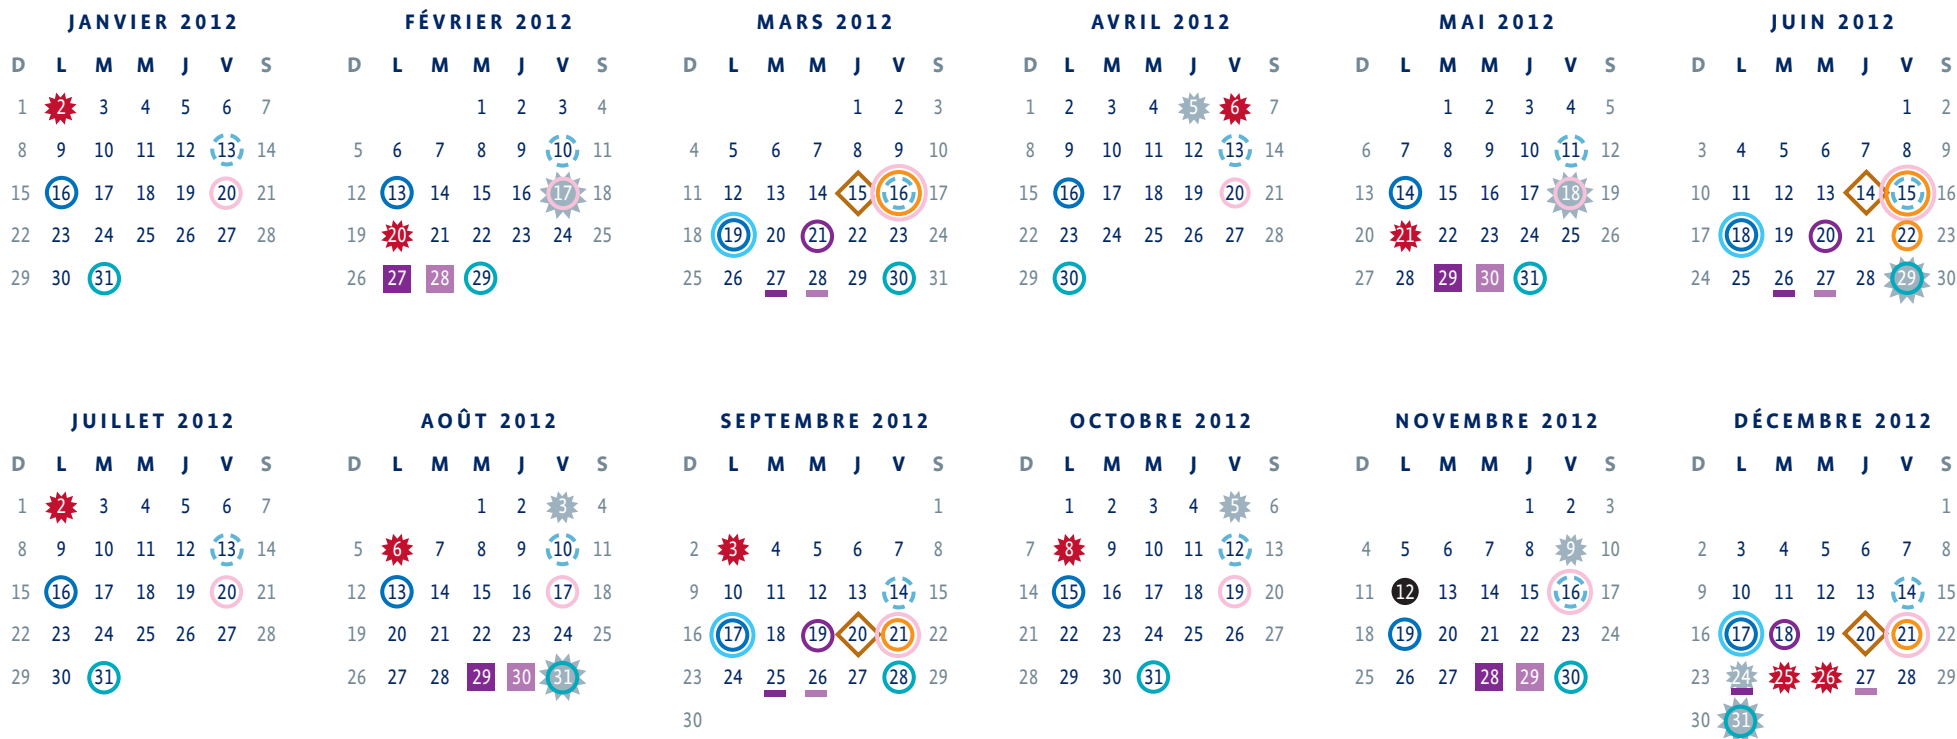 JANVIER 2012 FÉVRIER 2012 MARS 2012 AVRIL 2012 MAI 2012 JUIN 2012
D L M M J V S D L M M J V S D L M M J V S D L M M J V S D L M M J V S D L M M J V S
1 2 3 4 5 6 7 1 2 3 4 1 2 3 1 2 3 4 5 6 7 1 2 3 4 5 1 2
8 9 10 11 12 13 14 5 6 7 8 9 10 11 4 5 6 7 8 9 10 8 9 10 11 12 13 14 6 7 8 9 10 11 12 3 4 5 6 7 8 9
15 16 17 18 19 20 21 12 13 14 15 16 17 18 11 12 13 14 15 16 17 15 16 17 18 19 20 21 13 14 15 16 17 18 19 10 11 12 13 14 15 16
22 23 24 25 26 27 28 19 20 21 22 23 24 25 18 19 20 21 22 23 24 22 23 24 25 26 27 28 20 21 22 23 24 25 26 17 18 19 20 21 22 23
29 30 31 26 27 28 29 25 26 27 28 29 30 31 29 30 27 28 29 30 31 24 25 26 27 28 29 30
JUILLET 2012 AOÛT 2012 SEPTEMBRE 2012 OCTOBRE 2012 NOVEMBRE 2012 DÉCEMBRE 2012
D L M M J V S D L M M J V S D L M M J V S D L M M J V S D L M M J V S D L M M J V S
1 2 3 4 5 6 7 1 2 3 4 1 1 2 3 4 5 6 1 2 3 1
8 9 10 11 12 13 14 5 6 7 8 9 10 11 2 3 4 5 6 7 8 7 8 9 10 11 12 13 4 5 6 7 8 9 10 2 3 4 5 6 7 8
15 16 17 18 19 20 21 12 13 14 15 16 17 18 9 10 11 12 13 14 15 14 15 16 17 18 19 20 11 12 13 14 15 16 17 9 10 11 12 13 14 15
22 23 24 25 26 27 28 19 20 21 22 23 24 25 16 17 18 19 20 21 22 21 22 23 24 25 26 27 18 19 20 21 22 23 24 16 17 18 19 20 21 22
29 30 31 26 27 28 29 30 31 23 24 25 26 27 28 29 28 29 30 31 25 26 27 28 29 30 23 24 25 26 27 28 29
30 30 31